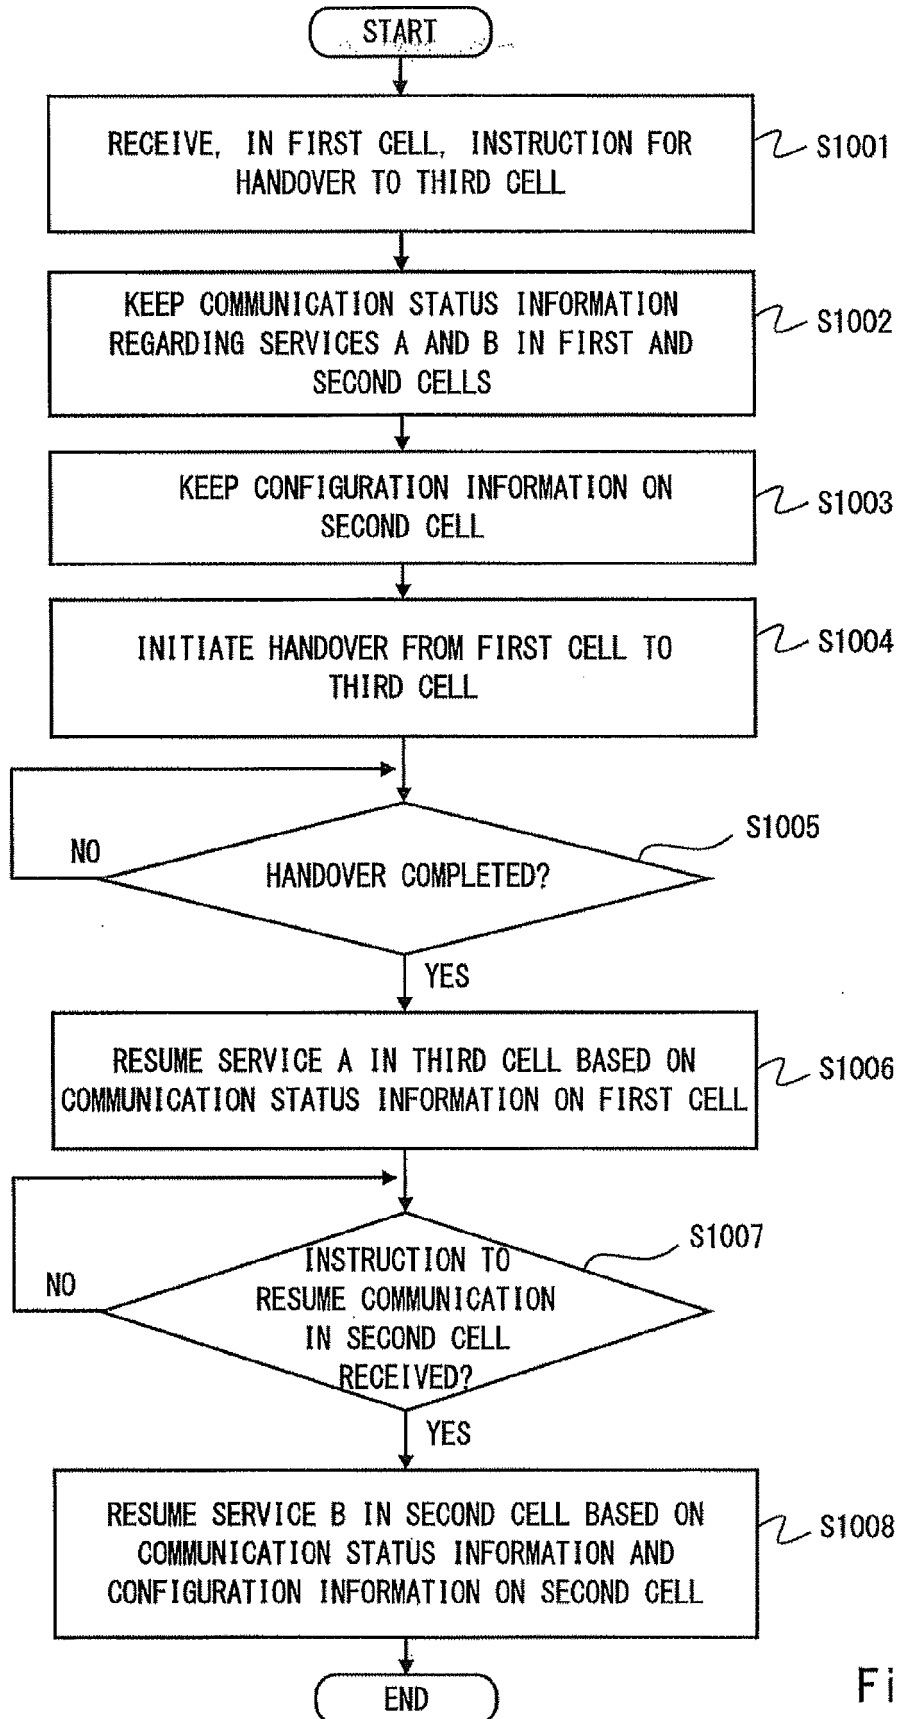 START
RECEIVE, IN FIRST CELL, INSTRUCTION FOR
HANDOVER TO THIRD CELL
S1001
KEEP COMMUNICATION STATUS INFORMATION
REGARDING SERVICES A AND B IN FIRST AND
SECOND CELLS
S1002
KEEP CONFIGURATION INFORMATION ON
SECOND CELL
S1003
INITIATE HANDOVER FROM FIRST CELL TO
THIRD CELL
S1004
S1005
NO
HANDOVER COMPLETED?
YES
RESUME SERVICE A IN THIRD CELL BASED ON
COMMUNICATION STATUS INFORMATION ON FIRST CELL
S1006
S1007
INSTRUCTION TO
NO
RESUME COMMUNICATION
IN SECOND CELL
RECEIVED?
YES
RESUME SERVICE B IN SECOND CELL BASED ON
COMMUNICATION STATUS INFORMATION AND
CONFIGURATION INFORMATION ON SECOND CELL
S1008
END
Fi